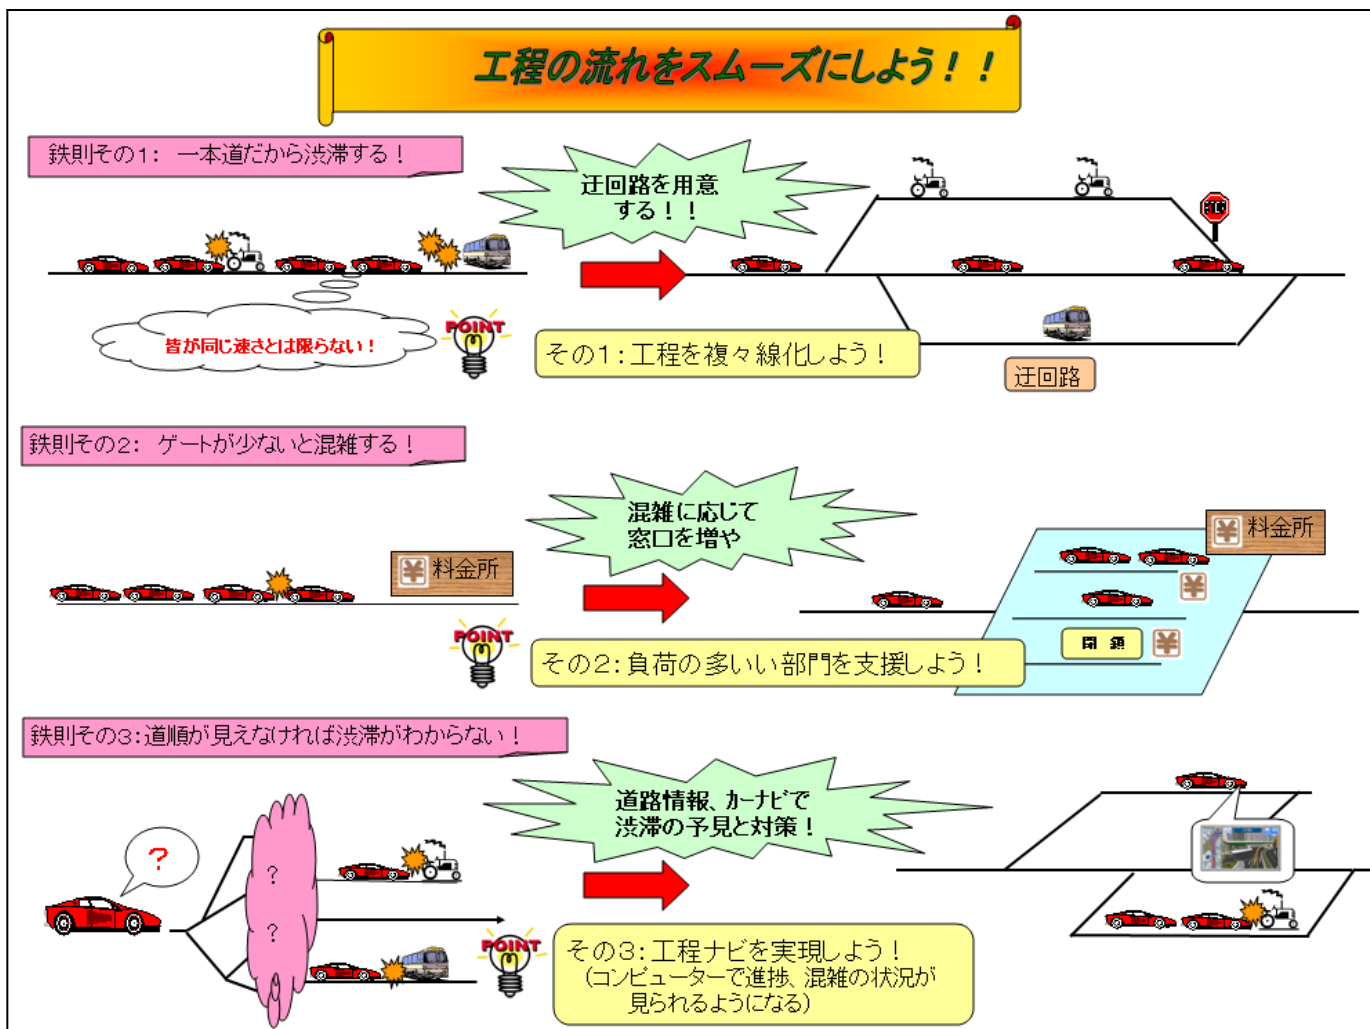 工程の流れをスムーズにしよう！！
鉄則その１： 一本道だから渋滞する！
迂回路を用意
する！！
皆が同じ速さとは限らない！
POINT
その１：工程を複々線化しよう！
迂回路
鉄則その２： ゲートが少ないと混雑する！
混雑に応じて
窓口を増や
¥ 料金所
¥ 料金所
¥
閉鎖
¥
POINT
その２：負荷の多いい部門を支援しよう！
鉄則その３：道順が見えなければ渋滞がわからない！
道路情報、カーナビで
渋滞の予見と対策！
？
？
？
POINT
その３：工程ナビを実現しよう！
（コンピューターで進捗、混雑の状況が
見られるようになる）